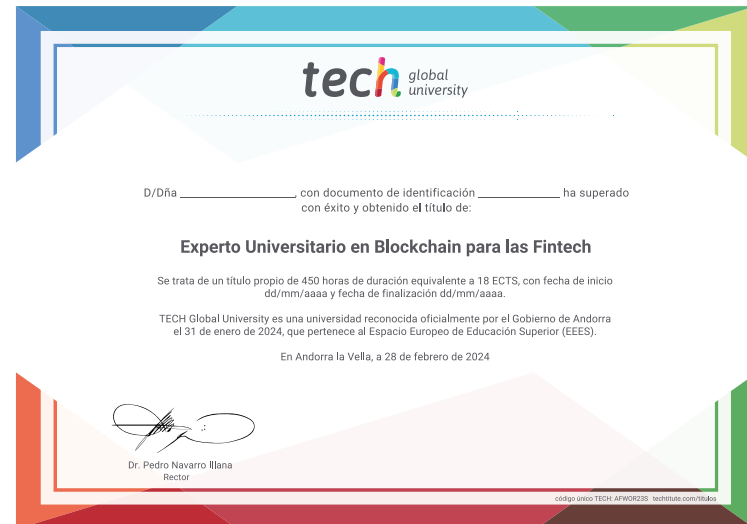 tech global university
D/Dña ____________________, con documento de identificación ______________ ha superado
con éxito y obtenido el título de:
Experto Universitario en Blockchain para las Fintech
Se trata de un título propio de 450 horas de duración equivalente a 18 ECTS, con fecha de inicio
dd/mm/aaaa y fecha de finalización dd/mm/aaaa.
TECH Global University es una universidad reconocida oficialmente por el Gobierno de Andorra
el 31 de enero de 2024, que pertenece al Espacio Europeo de Educación Superior (EEES).
En Andorra la Vella, a 28 de febrero de 2024
Dr. Pedro Navarro Illana
Rector
código único TECH: AFWOR23S techtitute.com/titulos